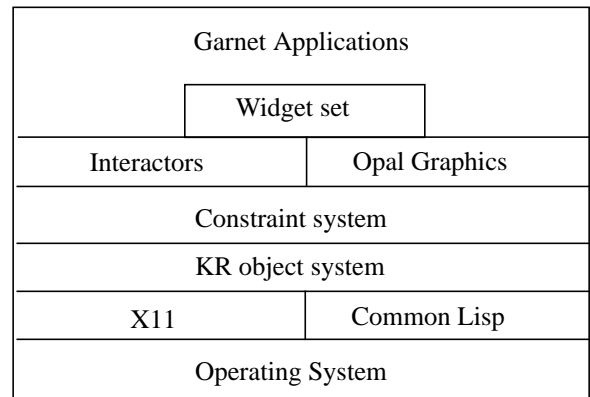 Garnet Applications
Widget set
Interactors
Opal Graphics
Constraint system
KR object system
X11
Common Lisp
Operating System